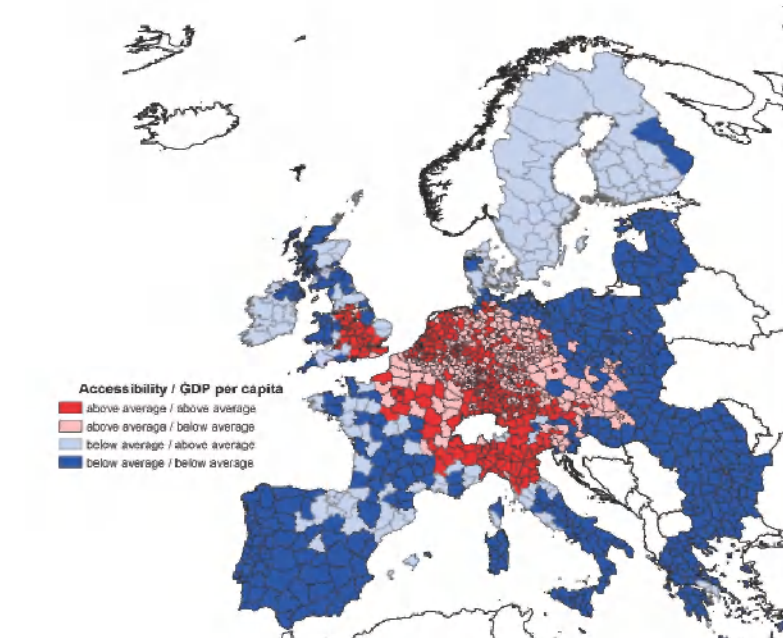 Accessibility / GDP per capita
above average / above average
above average / below average
below average / above average
below average / below average